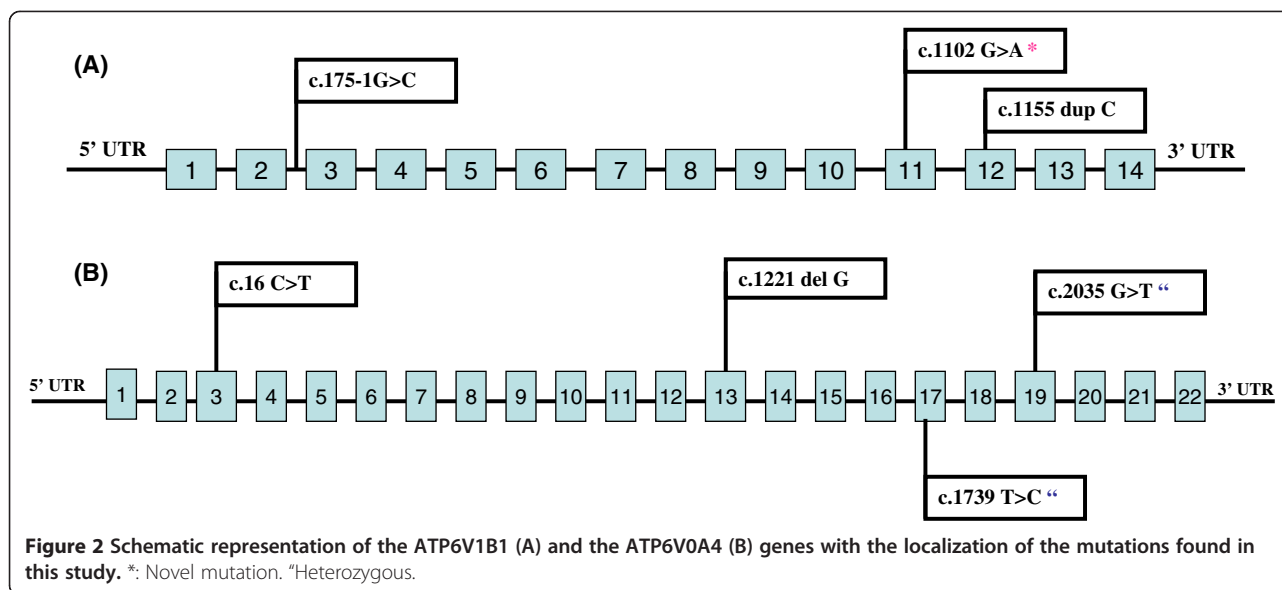 (A)
c.1102 G>A *
c.175-1G>C
c.1155 dup C
5' UTR
3' UTR
1 2 3 4 5 6 7 8 9 10 11 12 13 14
(B)
c.16 C>T
c.1221 del G
c.2035 G>T “
5' UTR
3' UTR
1 2 3 4 5 6 7 8 9 10 11 12 13 14 15 16 17 18 19 20 21 22
c.1739 T>C “
Figure 2 Schematic representation of the ATP6V1B1 (A) and the ATP6V0A4 (B) genes with the localization of the mutations found in
this study. *: Novel mutation. “Heterozygous.